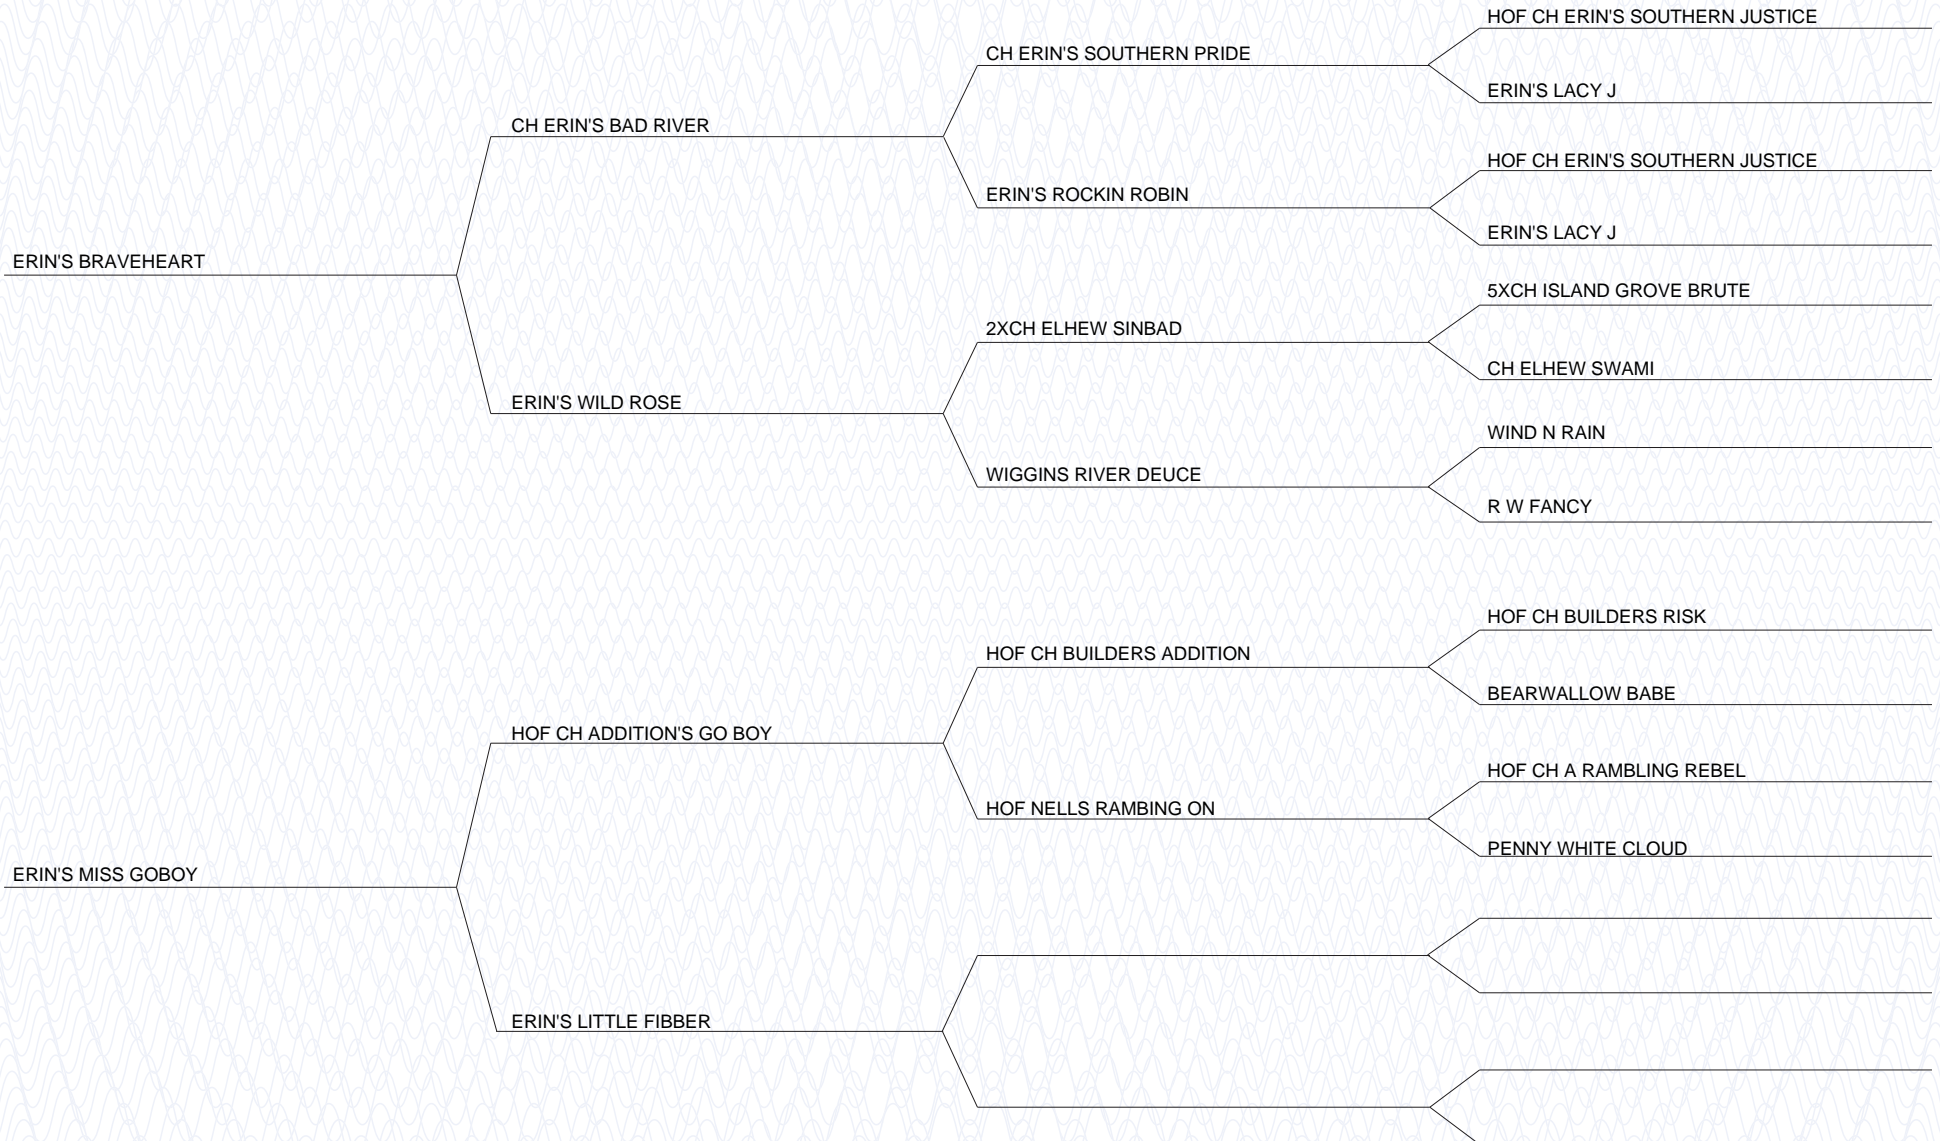 HOF CH ERIN'S SOUTHERN JUSTICE
CH ERIN'S SOUTHERN PRIDE
ERIN'S LACY J
CH ERIN'S BAD RIVER
HOF CH ERIN'S SOUTHERN JUSTICE
ERIN'S ROCKIN ROBIN
ERIN'S LACY J
ERIN'S BRAVEHEART
5XCH ISLAND GROVE BRUTE
2XCH ELHEW SINBAD
CH ELHEW SWAMI
ERIN'S WILD ROSE
WIND N RAIN
WIGGINS RIVER DEUCE
R W FANCY
HOF CH BUILDERS RISK
HOF CH BUILDERS ADDITION
BEARWALLOW BABE
HOF CH ADDITION'S GO BOY
HOF CH A RAMBLING REBEL
HOF NELLS RAMBING ON
PENNY WHITE CLOUD
ERIN'S MISS GOBOY
ERIN'S LITTLE FIBBER